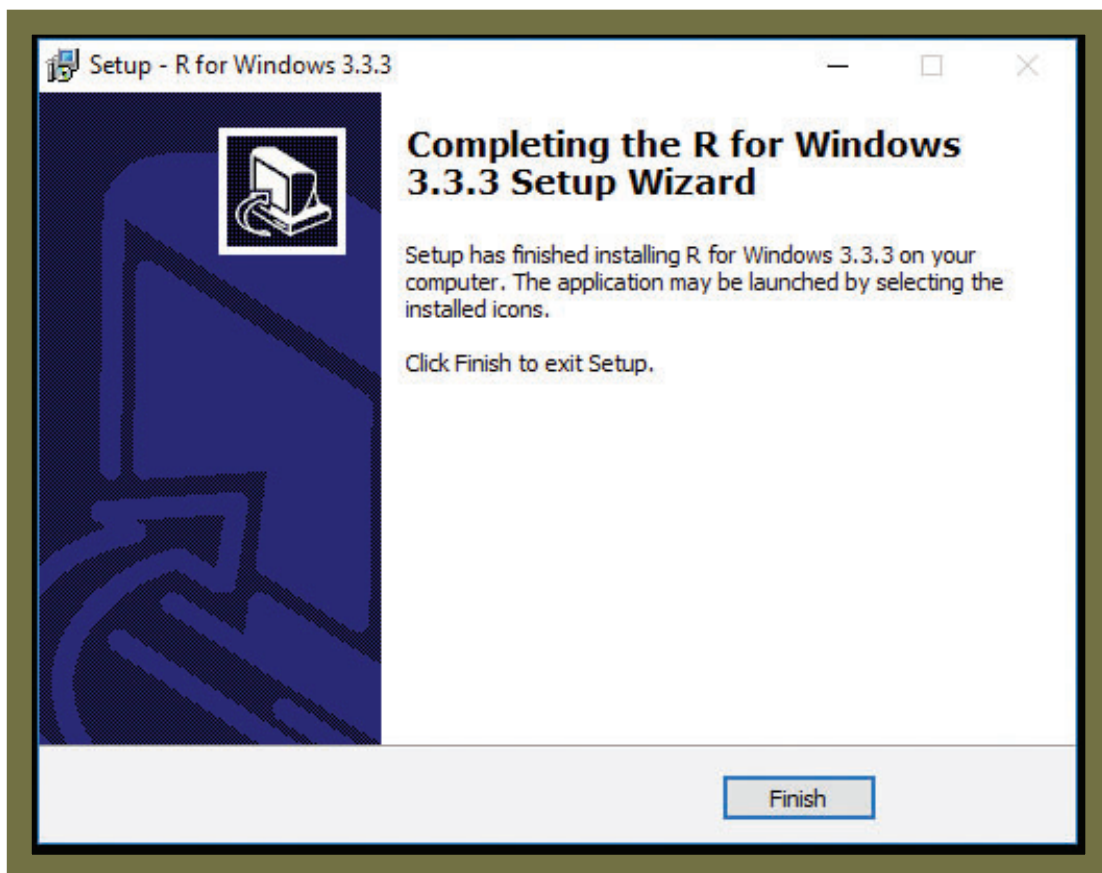 Setup - R for Windows 3.3.3
Completing the R for Windows
3.3.3 Setup Wizard
Setup has finished installing R for Windows 3.3.3 on your
computer. The application may be launched by selecting the
installed icons.
Click Finish to exit Setup.
Finish